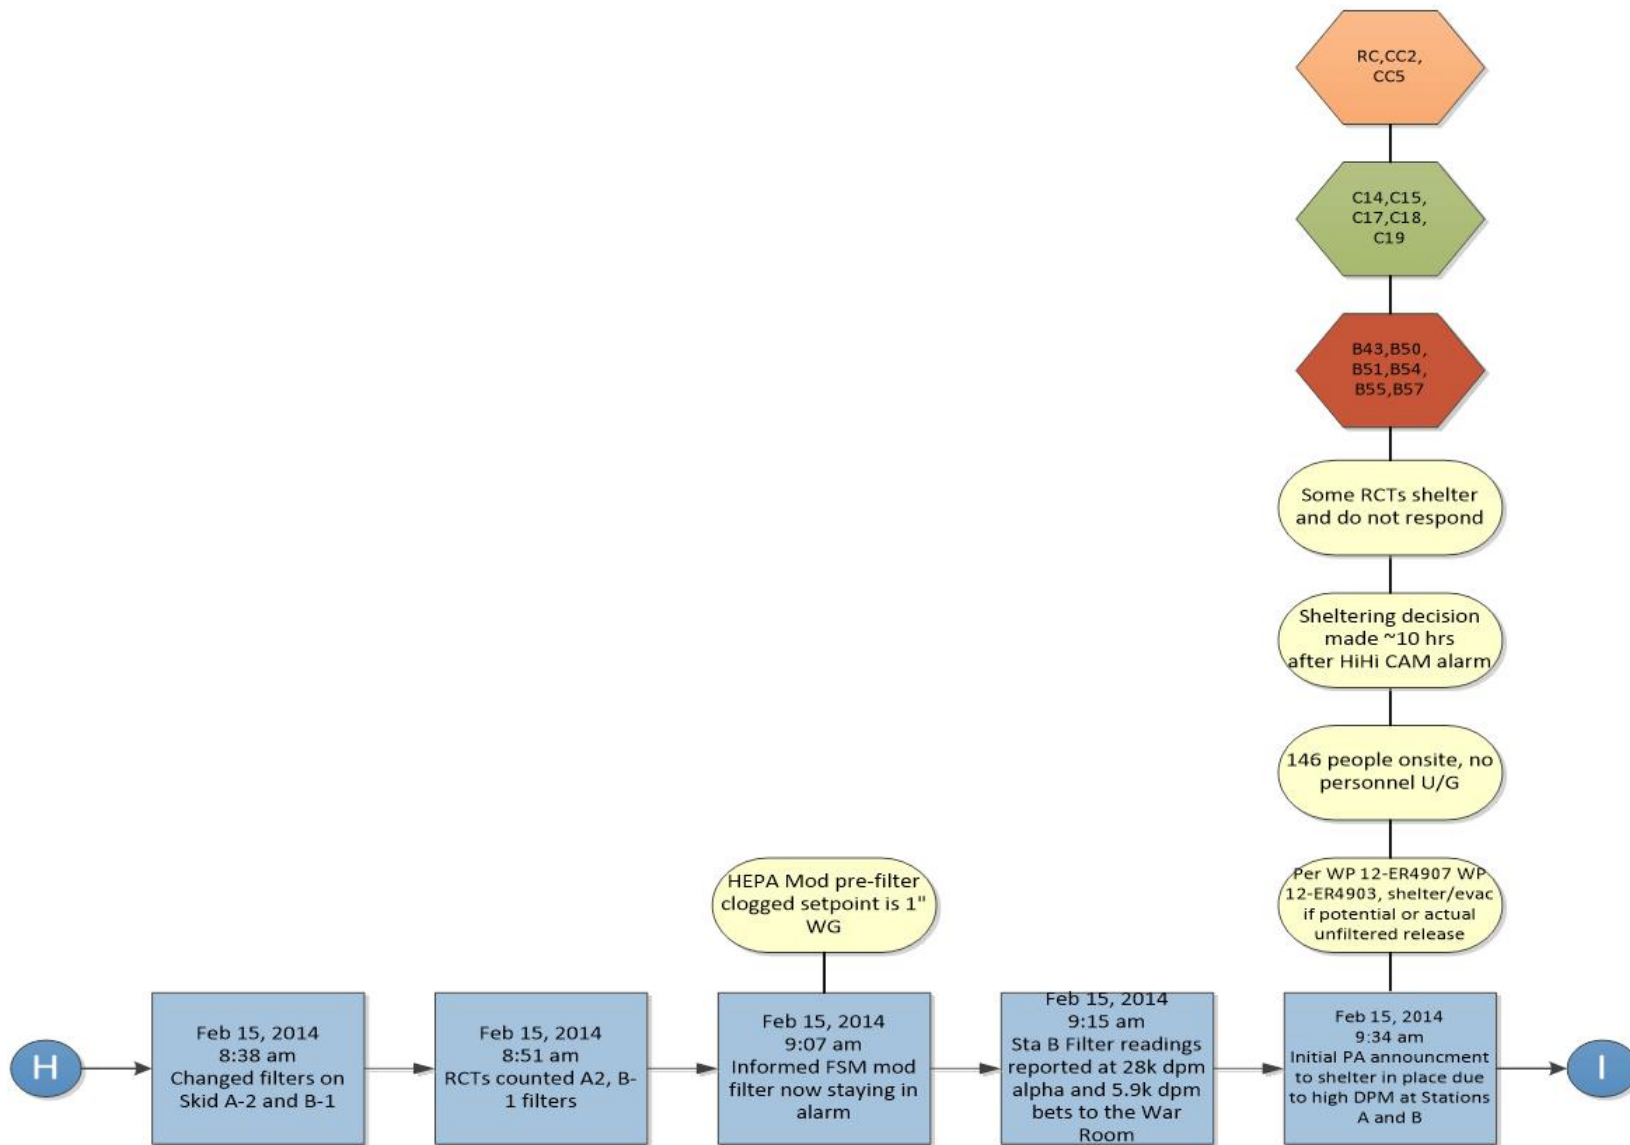 RC,CC2,
CC5
C14,C15,
C17,C18,
C19
B43,B50,
B51,B54,
B55,B57
Some RCTs shelter
and do not respond
Sheltering decision
made ~10 hrs
after HiHi CAM alarm
146 people onsite, no
personnel U/G
HEPA Mod pre-filter
clogged setpoint is 1"
WG
Per WP 12-ER4907 WP
12-ER4903, shelter/evac
if potential or actual
unfiltered release
H
Feb 15, 2014
8:38 am
Changed filters on
Skid A-2 and B-1
Feb 15, 2014
8:51 am
RCTs counted A2, B-
1 filters
Feb 15, 2014
9:07 am
Informed FSM mod
filter now staying in
alarm
Feb 15, 2014
9:15 am
Sta B Filter readings
reported at 28k dpm
alpha and 5.9k dpm
bets to the War
Room
Feb 15, 2014
9:34 am
Initial PA announcment
to shelter in place due
to high DPM at Stations
A and B
I